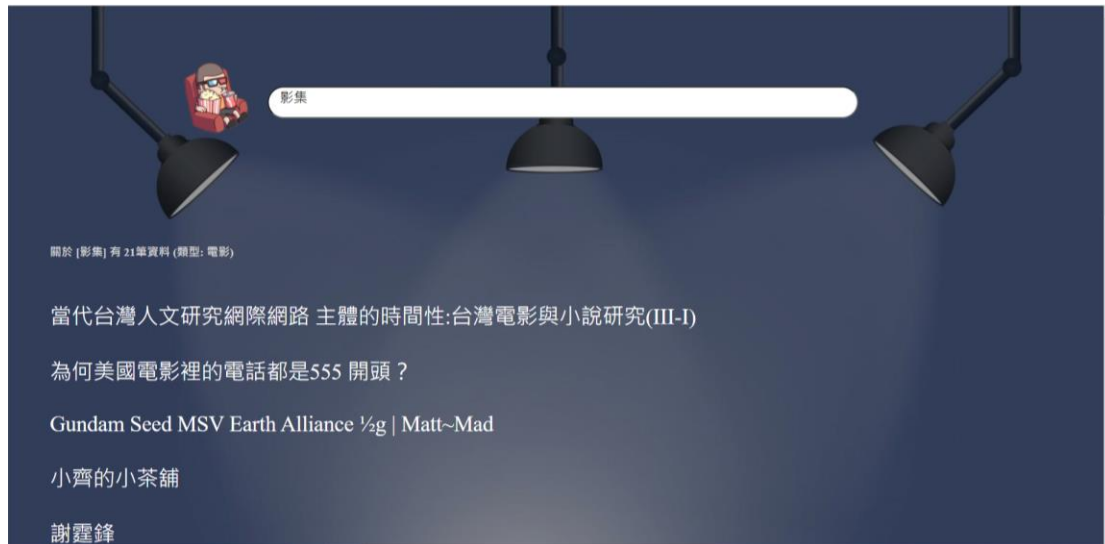 影集
關於 [影集] 有 21筆資料 (類型: 電影)
當代台灣人文研究網際網路 主體的時間性:台灣電影與小說研究(III-I)
為何美國電影裡的電話都是555 開頭？
Gundam Seed MSV Earth Alliance ½g | Matt~Mad
小齊的小茶舖
謝霆鋒